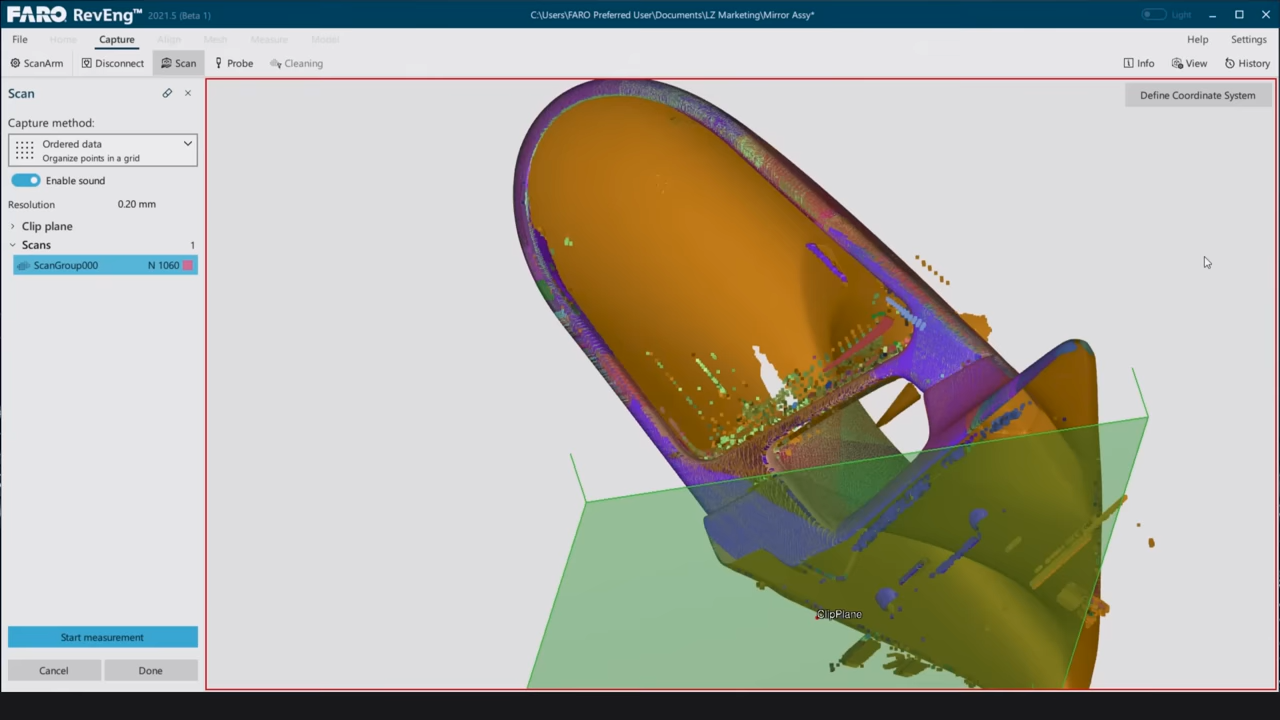 FARO RevEng™ 2021.5 (Beta 1)
C:\Users\FARO Preferred User\Documents\LZ Marketing\Mirror Assy*
Light
File Home Capture Align Mesh Measure Model
Help Settings
ScanArm Disconnect Scan Probe Cleaning
Info View History
Scan
Define Coordinate System
Capture method:
Ordered data
Organize points in a grid
Enable sound
Resolution 0.20 mm
Clip plane
Scans 1
ScanGroup000 N 1060
ClipPlane
Start measurement
Cancel Done